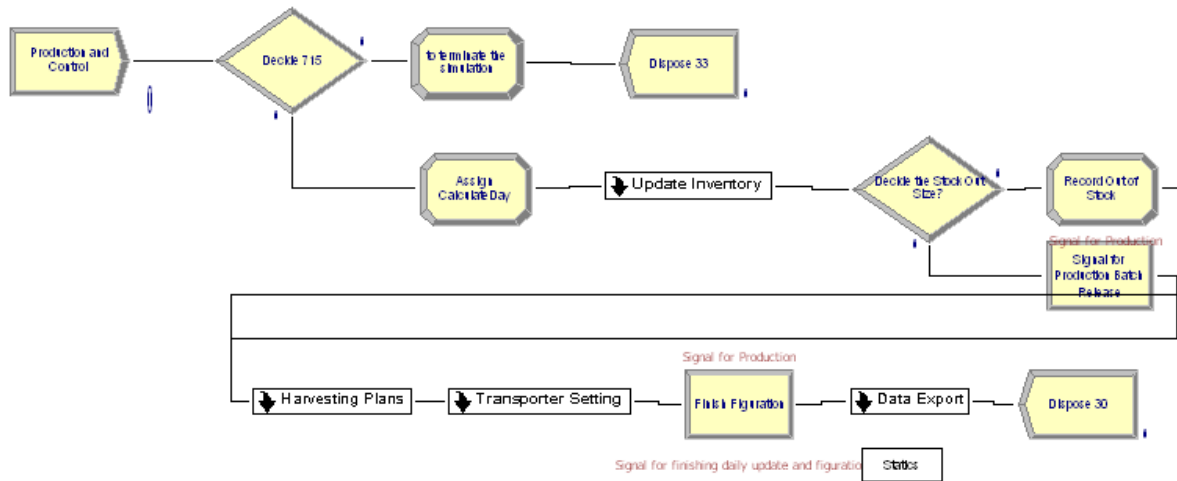 Production and
Control
Decide 715
to terminate the
simulation
Dispose 33
Assign
Calculate Day
Update Inventory
Decide the Stock Out
Size?
Record Out of
Stock
Signal for Production
Signal for
Production Batch
Release
Signal for Production
Harvesting Plans
Transporter Setting
Finish Figuration
Data Export
Dispose 30
Signal for finishing daily update and figuratio
Statics